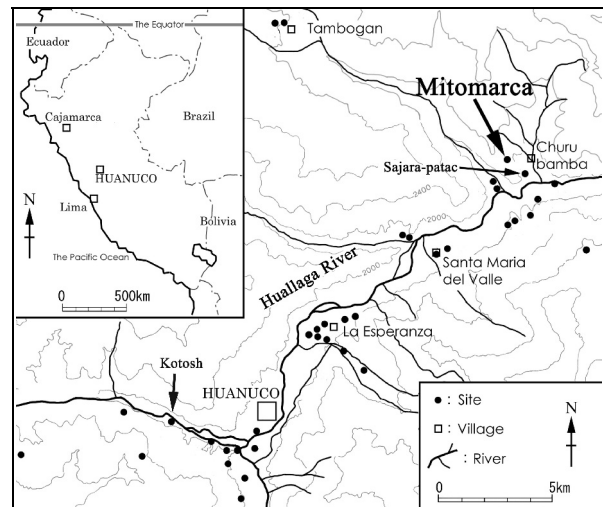 The Equator
Ecuador
Cajamarca
Brazil
HUANUCO
N
Lima
Bolivia
The Pacific Ocean
0 500km
Tambogan
Mitomarca
Churu
bamba
Sajara-patac
2400
2000
Santa Maria
del Valle
Huallaga River
2000
La Esperanza
Kotosh
HUANUCO
: Site
: Village
: River
N
0 5km